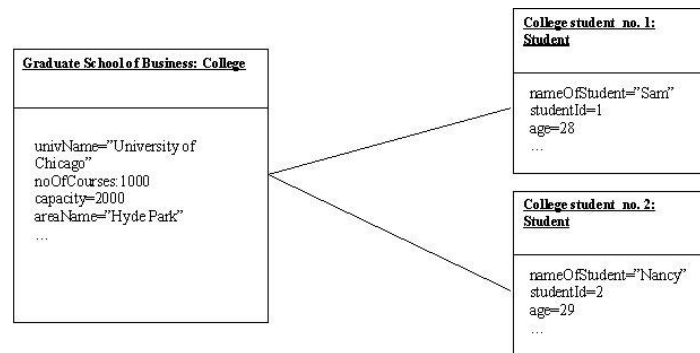 Graduate School of Business: College
univName="University of
Chicago"
noOfCourses:1000
capacity=2000
areaName="Hyde Park"
...
College student no. 1:
Student
nameOfStudent="Sam"
studentId=1
age=28
...
College student no. 2:
Student
nameOfStudent="Nancy"
studentId=2
age=29
...